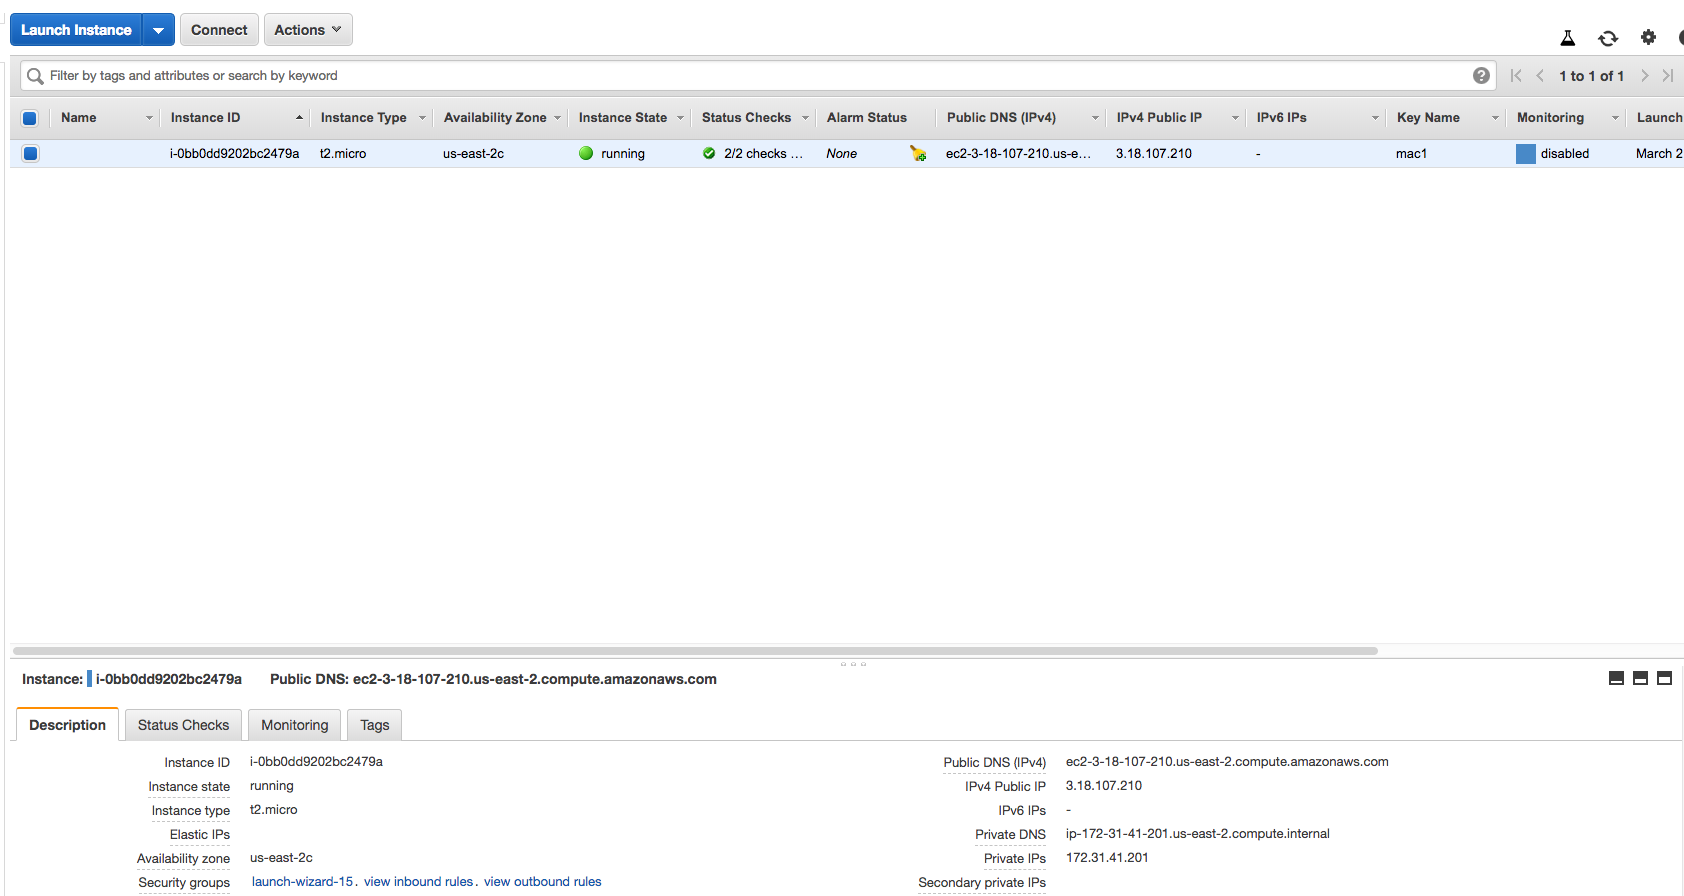 Launch Instance Connect Actions
Filter by tags and attributes or search by keyword 1 to 1 of 1
Name Instance ID Instance Type Availability Zone Instance State Status Checks Alarm Status Public DNS (IPv4) IPv4 Public IP IPv6 IPs Key Name Monitoring Launch
i-0bb0dd9202bc2479a t2.micro us-east-2c running 2/2 checks ... None ec2-3-18-107-210.us-e... 3.18.107.210 - mac1 disabled March 2
Instance: i-0bb0dd9202bc2479a Public DNS: ec2-3-18-107-210.us-east-2.compute.amazonaws.com
Description Status Checks Monitoring Tags
Instance ID i-0bb0dd9202bc2479a Public DNS (IPv4) ec2-3-18-107-210.us-east-2.compute.amazonaws.com
Instance state running IPv4 Public IP 3.18.107.210
Instance type t2.micro IPv6 IPs -
Elastic IPs Private DNS ip-172-31-41-201.us-east-2.compute.internal
Availability zone us-east-2c Private IPs 172.31.41.201
Security groups launch-wizard-15. view inbound rules. view outbound rules Secondary private IPs